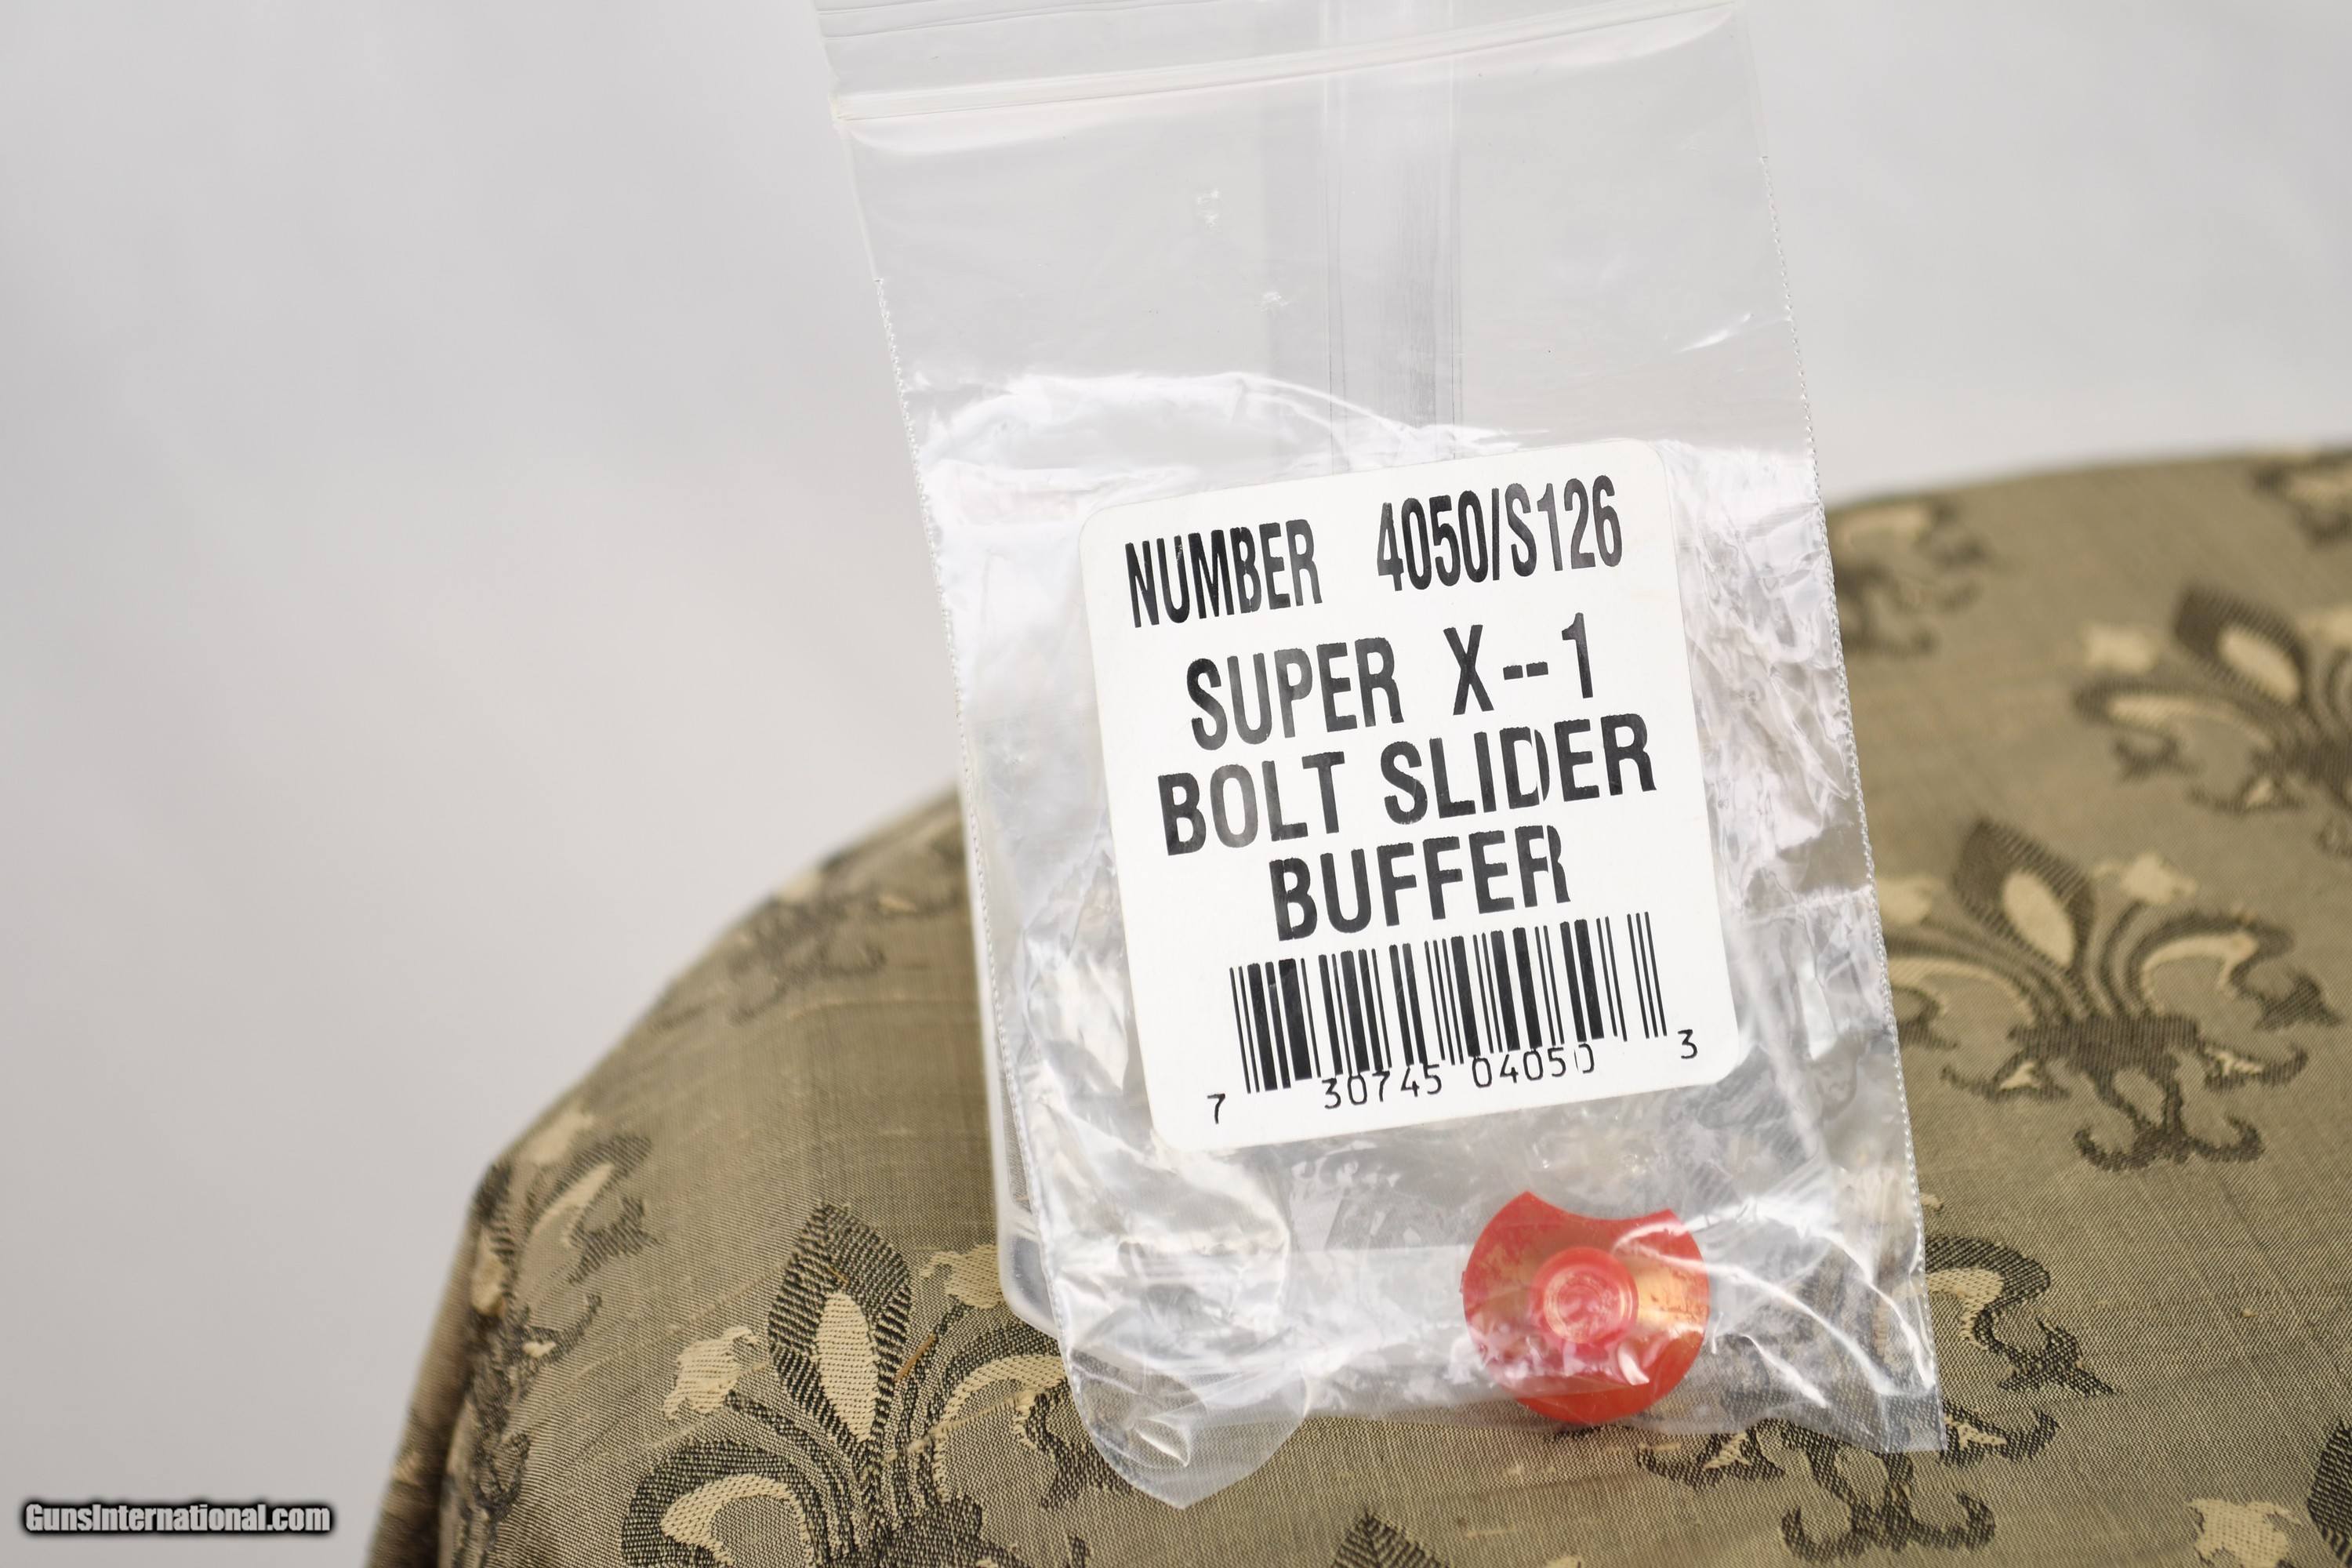 NUMBER 4050/S126
SUPER X--1
BOLT SLIDER
BUFFER
7 30745 04050 3
GunsInternational.com